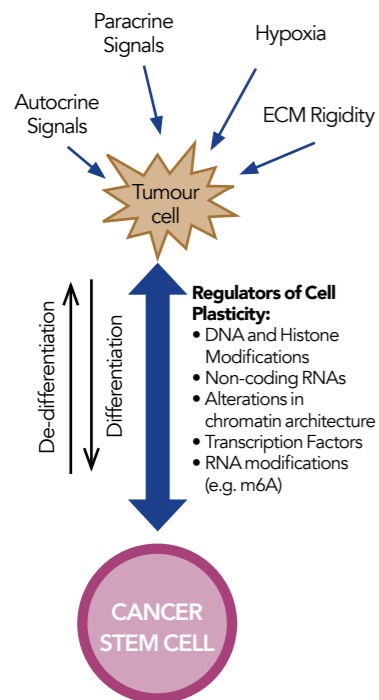 Paracrine
Signals
Hypoxia
Autocrine
Signals
ECM Rigidity
Tumour
cell
De-differentiation
Differentiation
Regulators of Cell
Plasticity:
• DNA and Histone
Modifications
• Non-coding RNAs
• Alterations in
chromatin architecture
• Transcription Factors
• RNA modifications
(e.g. m6A)
CANCER
STEM CELL